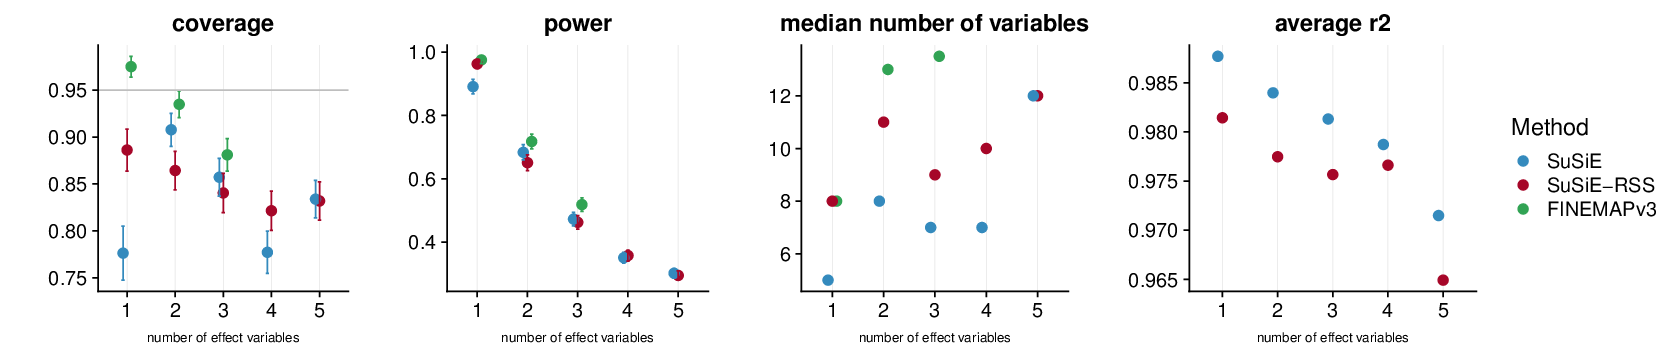 coverage
0.95
0.90
0.85
0.80
0.75
1 2 3 4 5
number of effect variables
power
1.0
0.8
0.6
0.4
1 2 3 4 5
number of effect variables
median number of variables
12
10
8
6
1 2 3 4 5
number of effect variables
average r2
0.985
0.980
0.975
0.970
0.965
1 2 3 4 5
number of effect variables
Method
SuSiE
SuSiE−RSS
FINEMAPv3